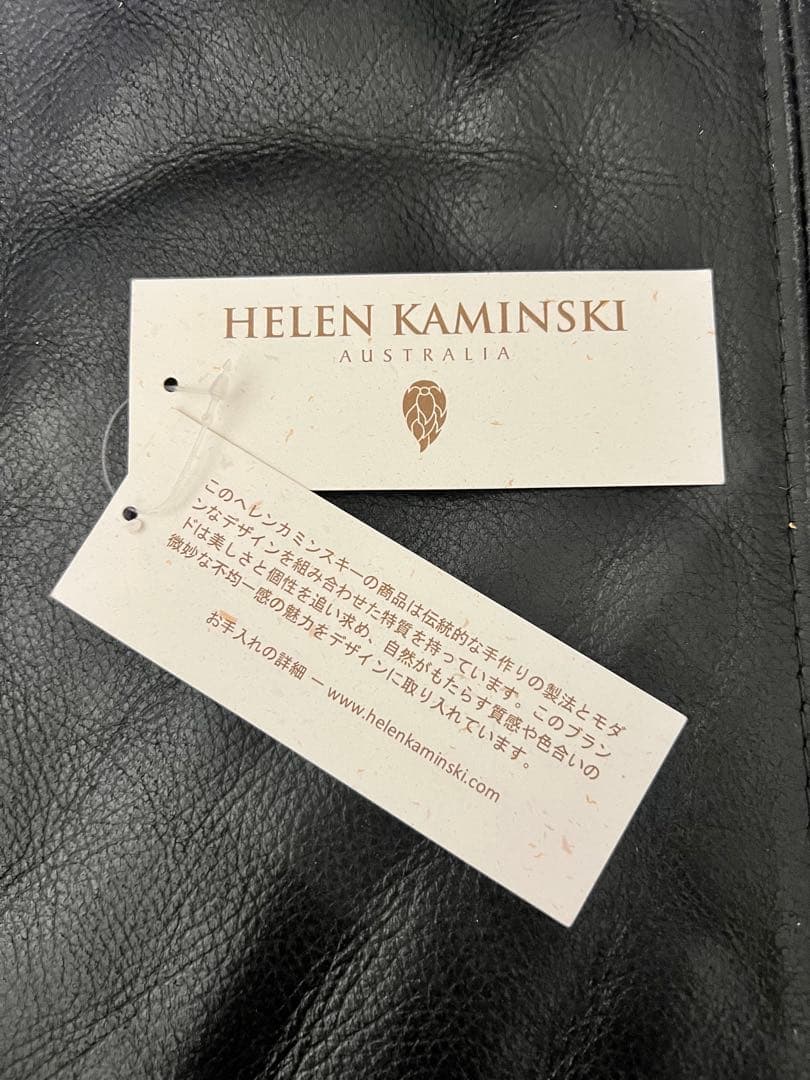 HELEN KAMINSKI
AUSTRALIA
このヘレンカミンスキーの商品は伝統的な手作りの製法とモダ
ンなデザインを組み合わせた特質を持っています。このブラン
ドは美しさと個性を追い求め、自然がもたらす質感や色合いの
微妙な不均一感の魅力をデザインに取り入れています。
お手入れの詳細 － www.helenkaminski.com